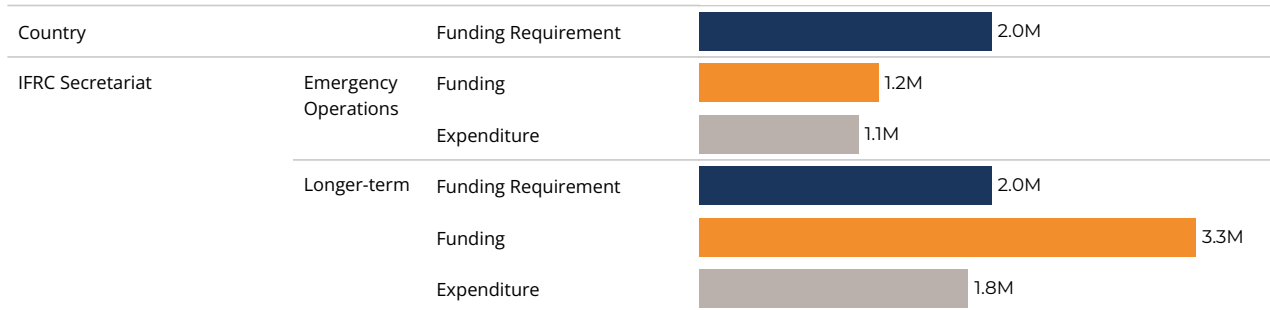 Country Funding Requirement 2.0M
IFRC Secretariat Emergency Operations Funding 1.2M
Expenditure 1.1M
Longer-term Funding Requirement 2.0M
Funding 3.3M
Expenditure 1.8M